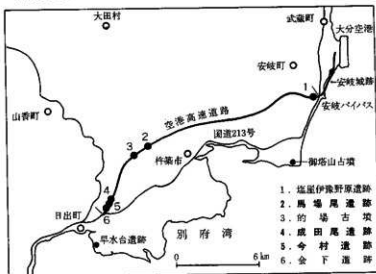 武蔵町
大田村
大分空港
安岐町
安岐城跡
1
安岐バイパス
空港高速道路
山香町
国道213号
2
3
杵築市
御塔山古墳
4
5
6
日出町
早水台遺跡
別府湾
0 6km
1. 塩屋伊豫野原遺跡
2. 馬場尾遺跡
3. 的場古墳
4. 成田尾遺跡
5. 今村遺跡
6. 会下遺跡